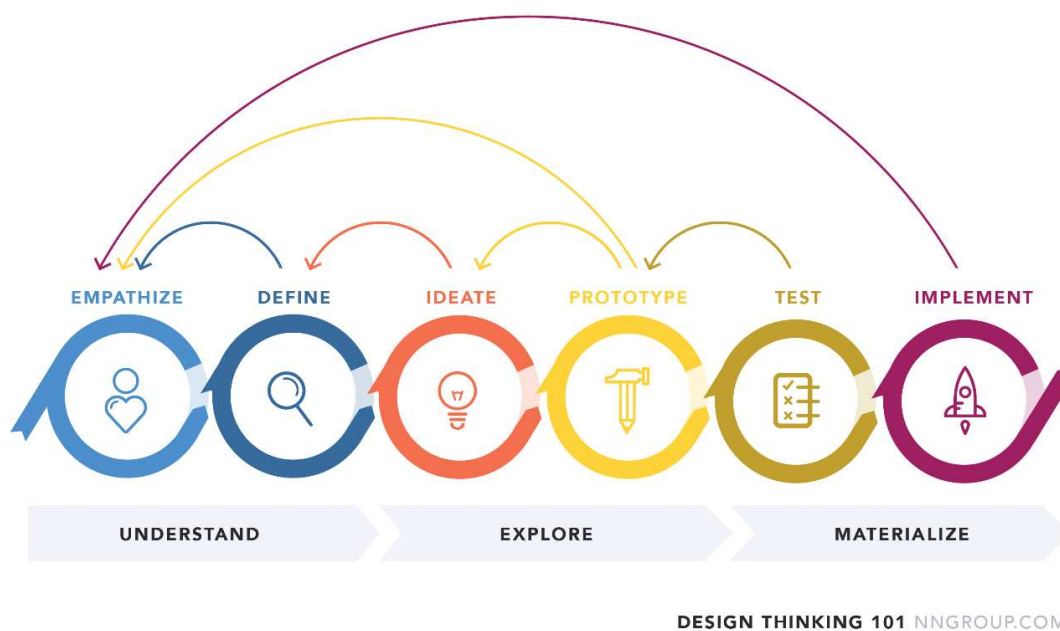 EMPATHIZE
DEFINE
IDEATE
PROTOTYPE
TEST
IMPLEMENT
UNDERSTAND
EXPLORE
MATERIALIZE
DESIGN THINKING 101 NNGROUP.COM